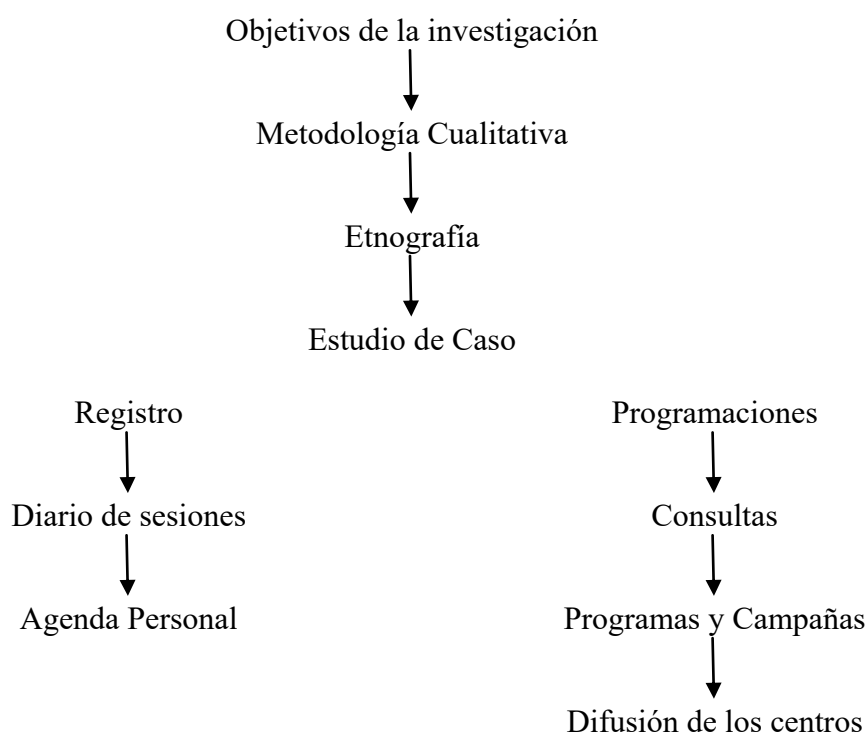 Objetivos de la investigación
Metodología Cualitativa
Etnografía
Estudio de Caso
Registro
Programaciones
Diario de sesiones
Consultas
Agenda Personal
Programas y Campañas
Difusión de los centros